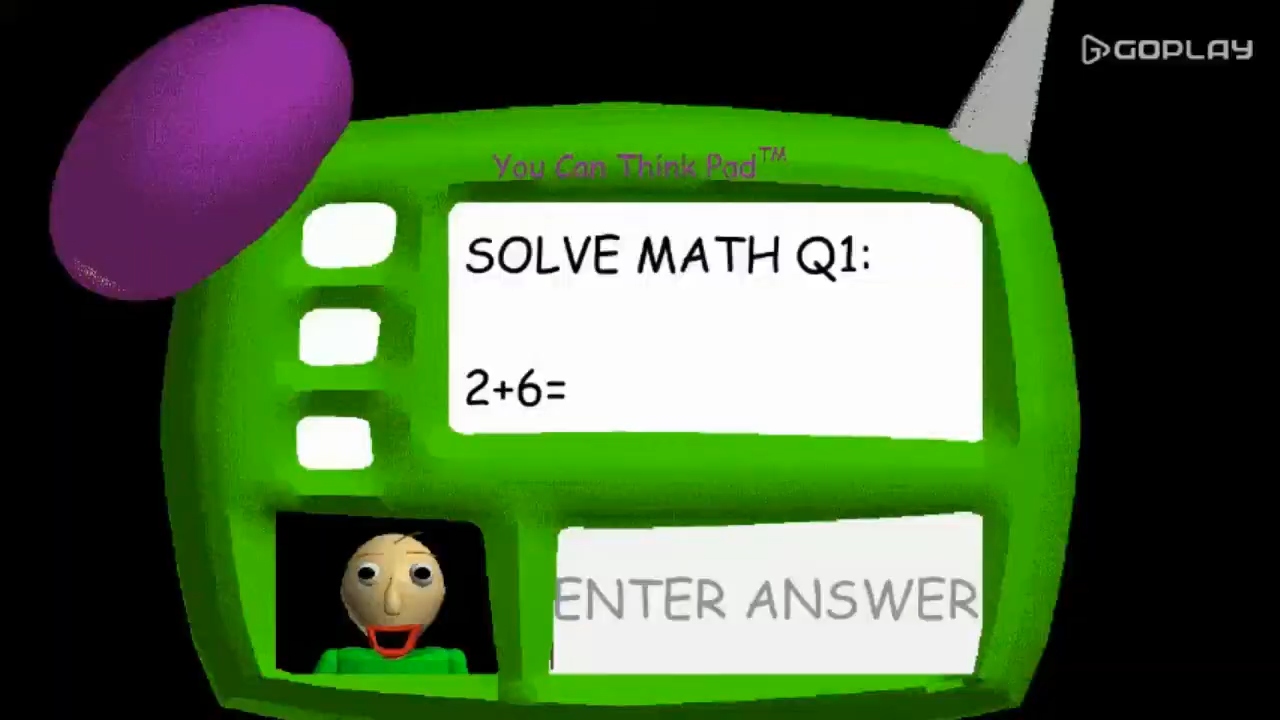 GOPLAY
You Can Think Pad™
SOLVE MATH Q1:
2+6=
ENTER ANSWER